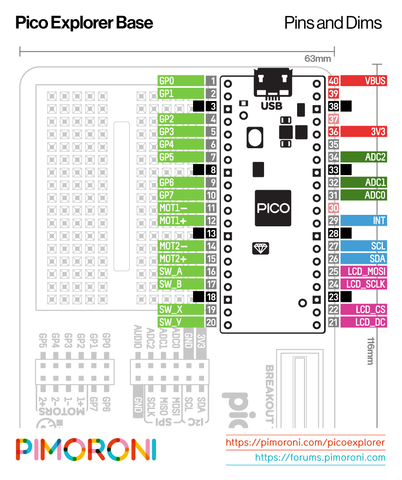 Pico Explorer Base
Pins and Dims
63mm
USB
GP0 1
GP1 2
3
GP2 4
GP3 5
GP4 6
GP5 7
8
GP6 9
GP7 10
MOT1- 11
MOT1+ 12
13
MOT2- 14
MOT2+ 15
SW_A 16
SW_B 17
18
SW_X 19
SW_Y 20
40 VBUS
39
38
37
36 3V3
35
34 ADC2
33
32 ADC1
31 ADC0
30
29 INT
28
27 SCL
26 SDA
25 LCD_MOSI
24 LCD_SCLK
23
22 LCD_CS
21 LCD_DC
PICO
116mm
GP5
GP4
GP3
GP2
GP1
GP0
AUDIO
ADC2
ADC1
ADC0
GND
3V3
2+
2-
1-
1+
GP7
GP6
MOTORS
GND
SCLK
MISO
MOSI
SCL
SDA
SPI
I2C
BREAKOUT
pic
PIMORONI
https://pimoroni.com/picoexplorer
https://forums.pimoroni.com